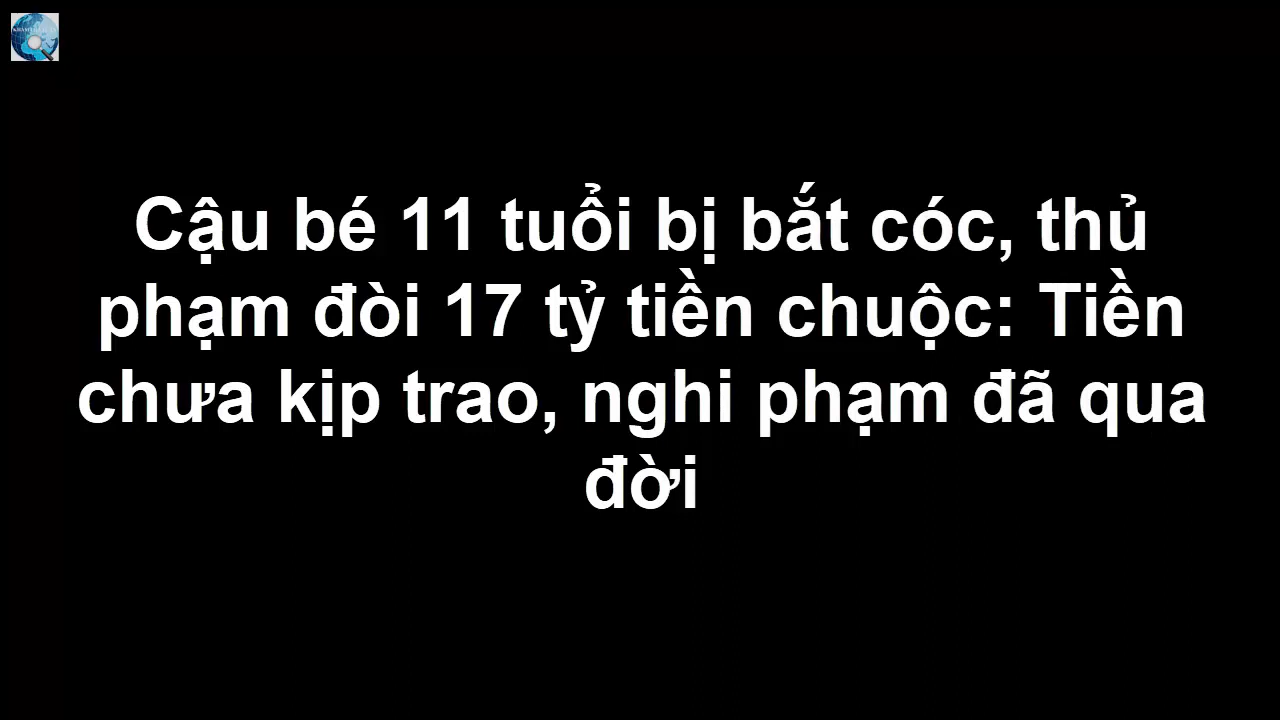 Cậu bé 11 tuổi bị bắt cóc, thủ
phạm đòi 17 tỷ tiền chuộc: Tiền
chưa kịp trao, nghi phạm đã qua
đời